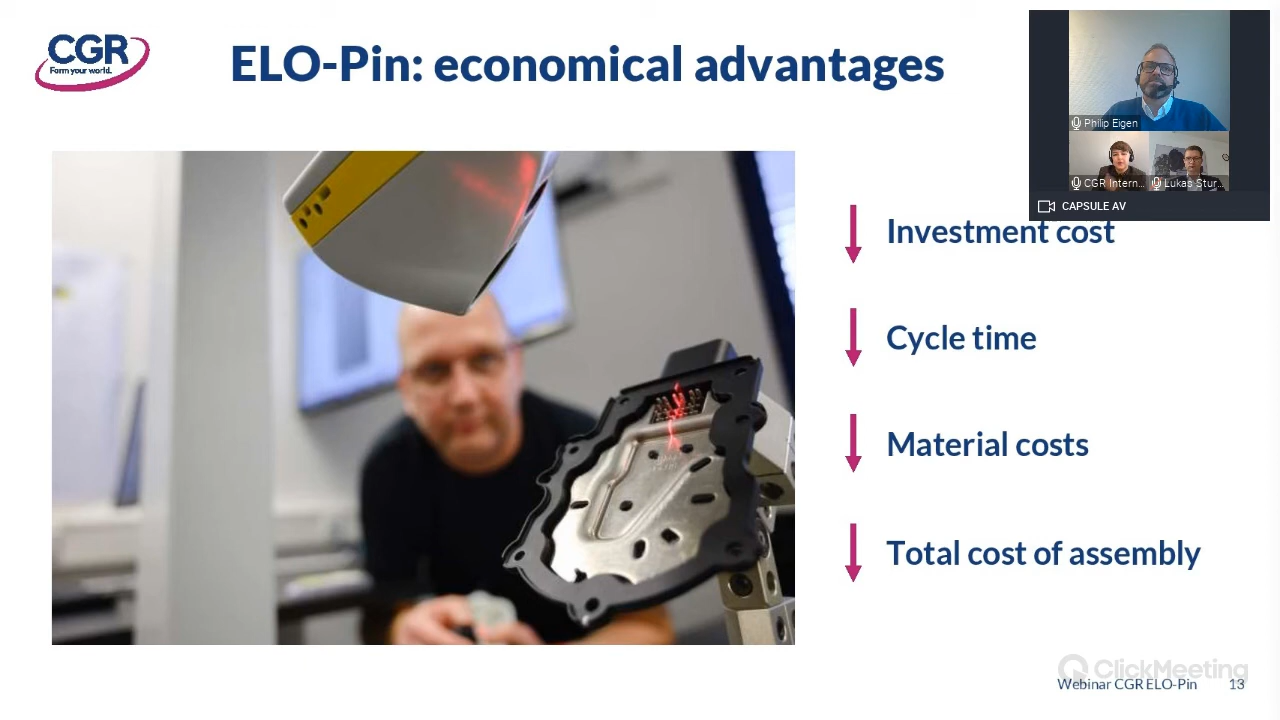 CGR
Form your world.
ELO-Pin: economical advantages
Philip Eigen
CGR Intern...
Lukas Stur...
CAPSULE AV
Investment cost
Cycle time
Material costs
Total cost of assembly
ClickMeeting
Webinar CGR ELO-Pin 13